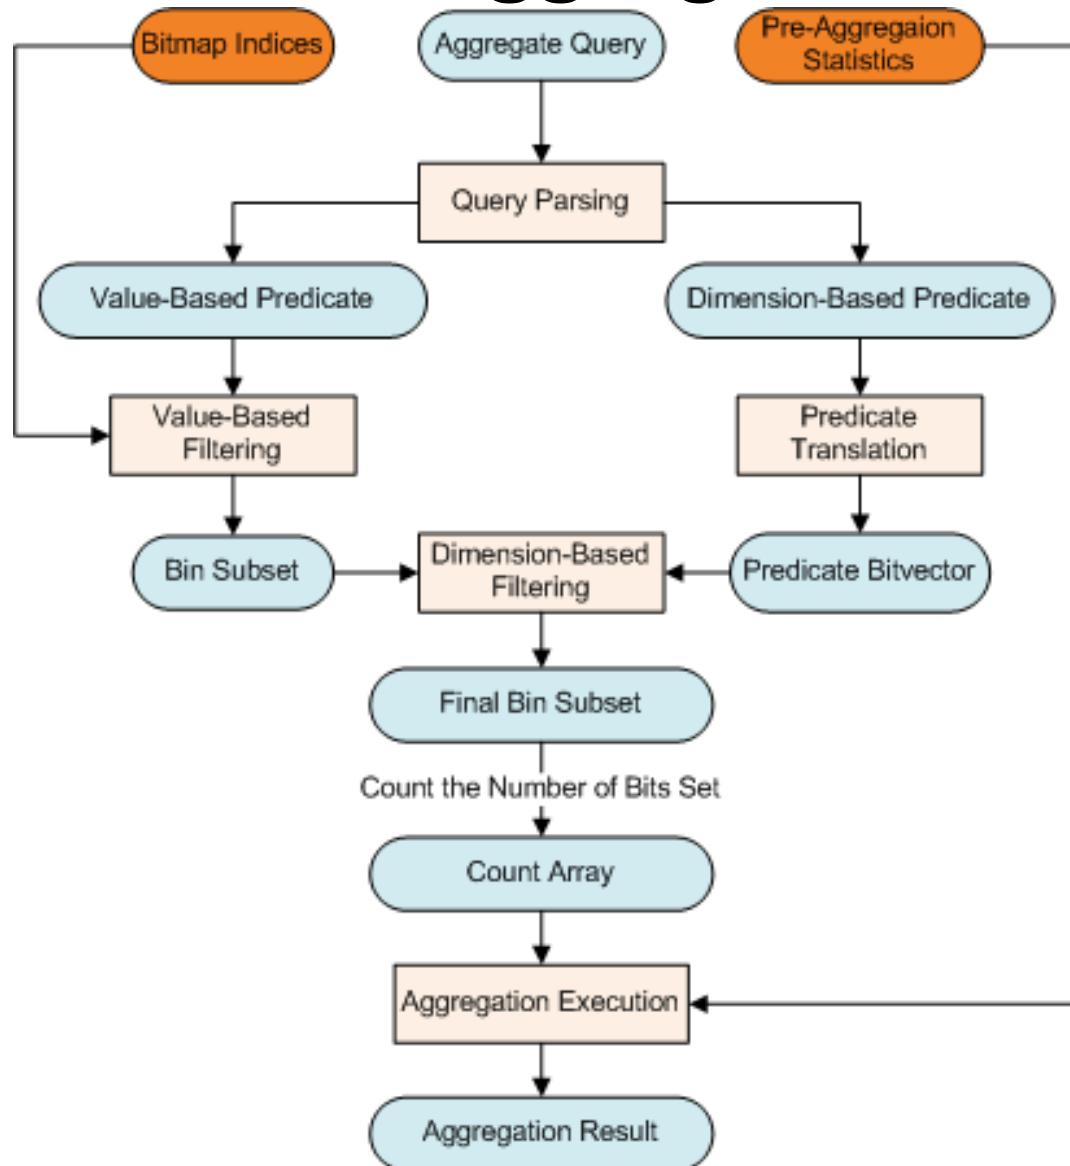 Bitmap Indices
Aggregate Query
Pre-Aggregaion
Statistics
Query Parsing
Value-Based Predicate
Dimension-Based Predicate
Value-Based
Filtering
Predicate
Translation
Bin Subset
Dimension-Based
Filtering
Predicate Bitvector
Final Bin Subset
Count the Number of Bits Set
Count Array
Aggregation Execution
Aggregation Result